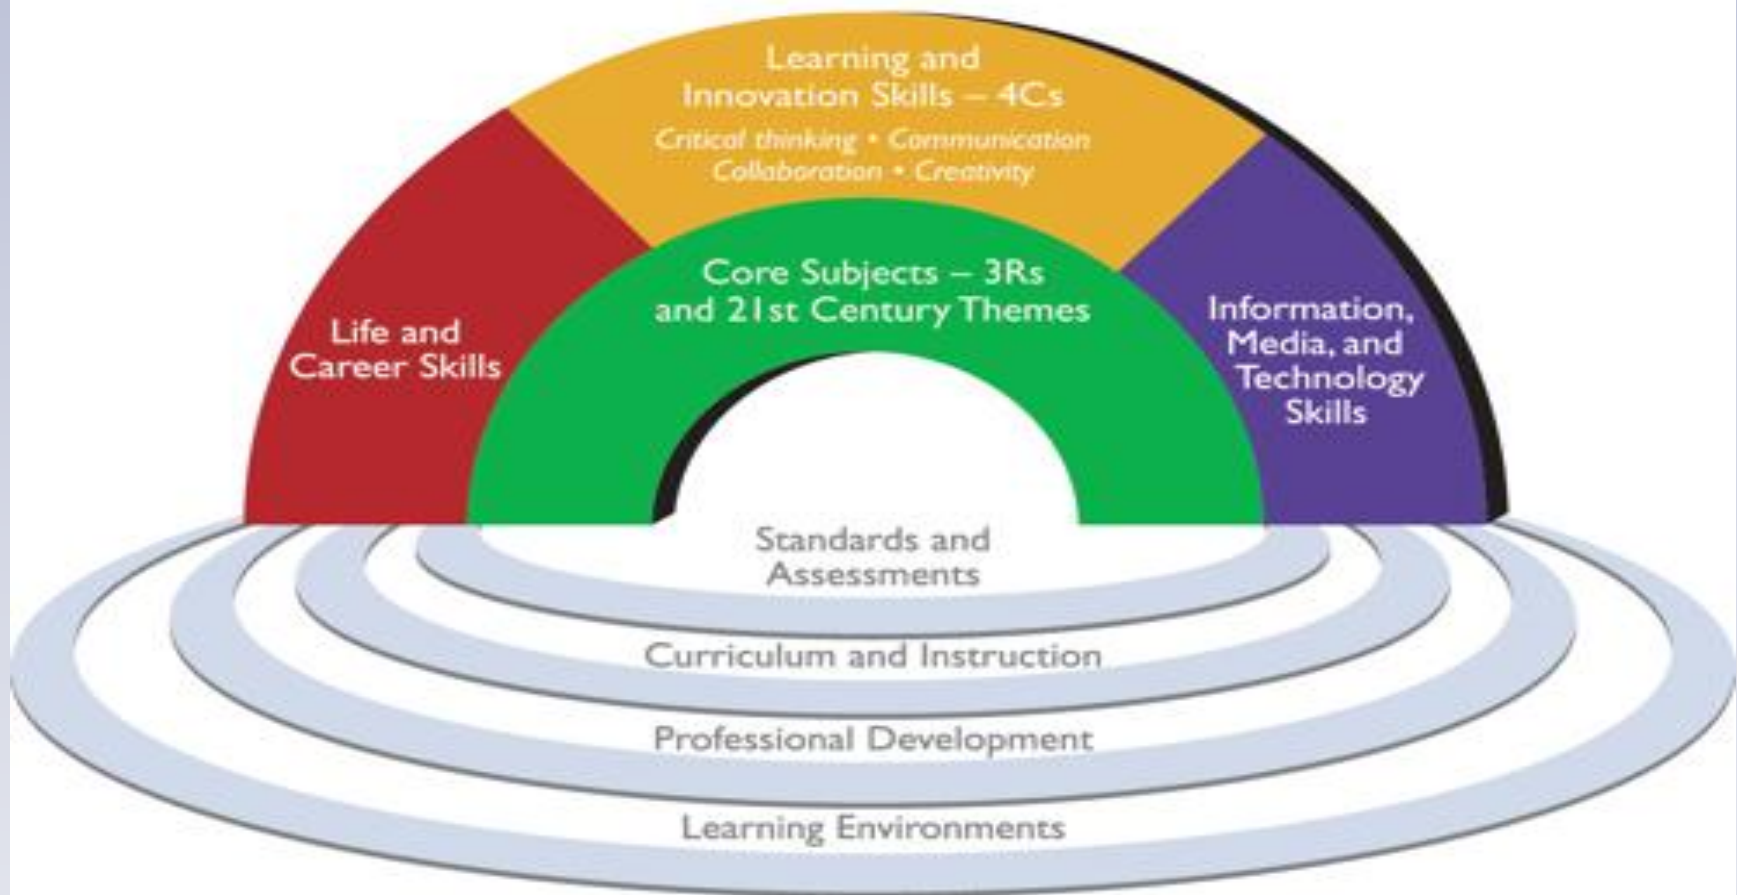 Learning and
Innovation Skills – 4Cs
Critical thinking • Communication
Collaboration • Creativity
Core Subjects – 3Rs
and 21st Century Themes
Life and
Career Skills
Information,
Media, and
Technology
Skills
Standards and
Assessments
Curriculum and Instruction
Professional Development
Learning Environments